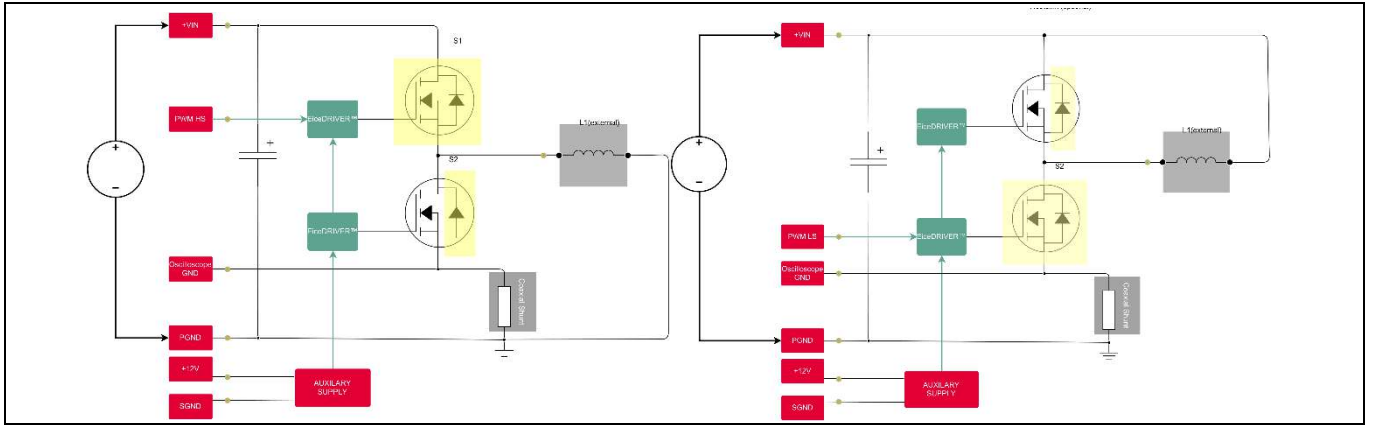 +VIN
S1
PWM HS
EiceDRIVER™
+
L1(external)
S2
+
−
EiceDRIVER™
Oscilloscope
GND
Coaxial Shunt
PGND
+12V
AUXILARY
SUPPLY
SGND
+VIN
EiceDRIVER™
+
L1(external)
S2
+
−
PWM LS
EiceDRIVER™
Oscilloscope
GND
Coaxial Shunt
PGND
+12V
AUXILARY
SUPPLY
SGND